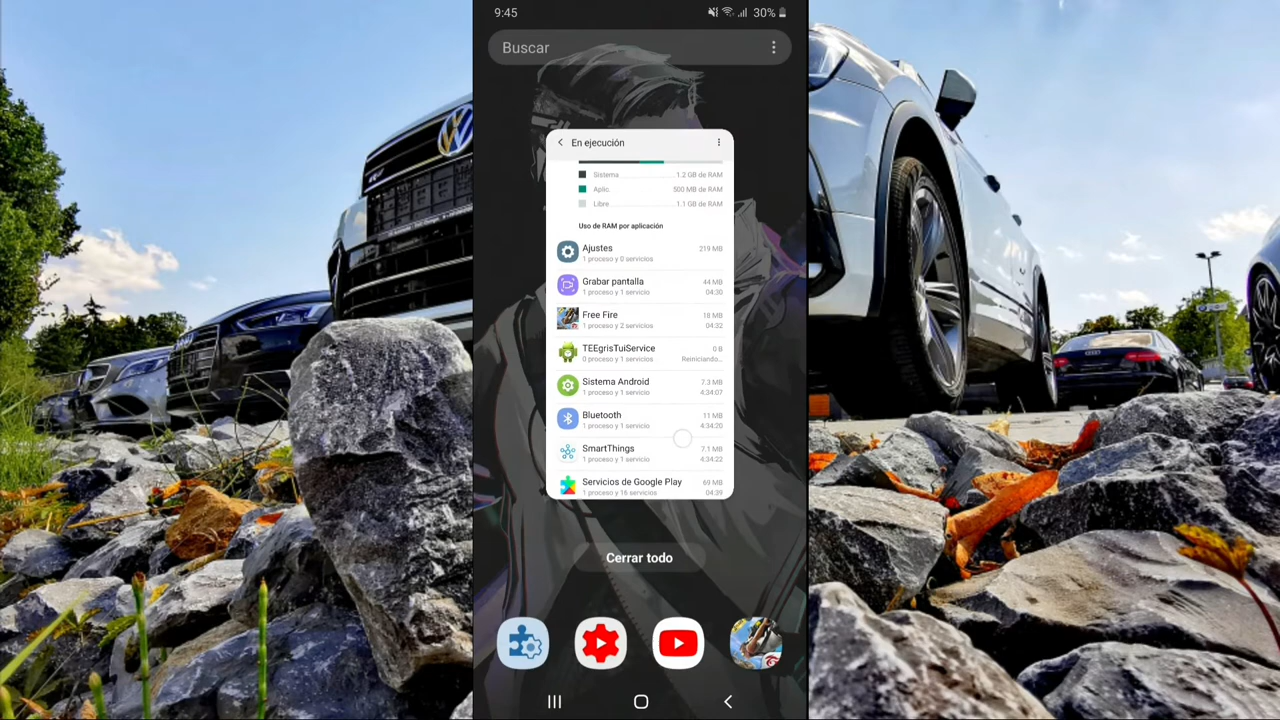 9:45
30%
Buscar
En ejecución
Sistema 1.2 GB de RAM
Aplic. 500 MB de RAM
Libre 1.1 GB de RAM
Uso de RAM por aplicación
Ajustes 219 MB
1 proceso y 0 servicios
Grabar pantalla 44 MB
1 proceso y 1 servicio 04:30
Free Fire 18 MB
1 proceso y 2 servicios 04:32
TEEgrisTuiService 0 B
0 proceso y 1 servicios Reiniciando...
Sistema Android 7.3 MB
1 proceso y 1 servicio 4:34:07
Bluetooth 11 MB
1 proceso y 1 servicio 4:34:20
SmartThings 7.1 MB
1 proceso y 1 servicio 4:34:22
Servicios de Google Play 69 MB
1 proceso y 16 servicios 04:39
Cerrar todo